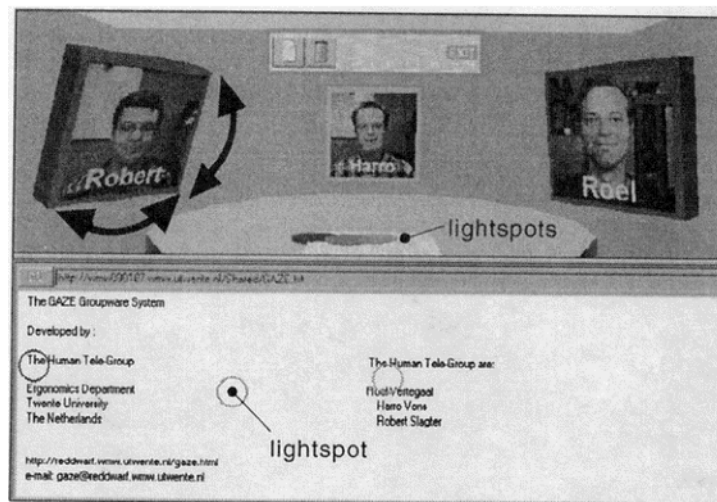 Robert
Harro
Roel
lightspots
The GAZE Groupware System
Developed by :
The Human Tele-Group
Ergonomics Department
Twente University
The Netherlands
The Human Tele-Group are:
Roel Vertegaal
Harro Vons
Robert Slagter
lightspot
http://reddwarf.wmw.utwente.nl/gaze.html
e-mail: gaze@reddwarf.wmw.utwente.nl